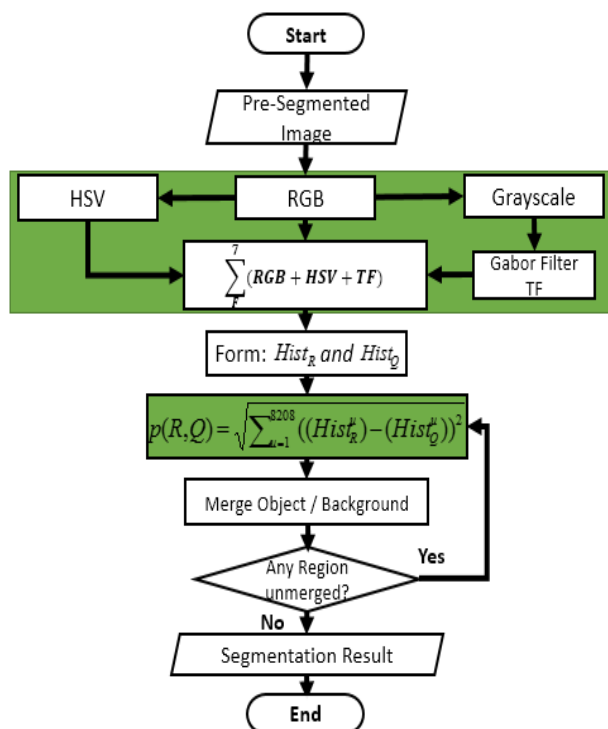 Start
Pre-Segmented
Image
HSV
RGB
Grayscale
7
∑(RGB + HSV + TF)
F
Gabor Filter
TF
Form: Hist_R and Hist_Q
p(R,Q) = √∑_{u=1}^{8208} ((Hist_R^u) − (Hist_Q^u))^2
Merge Object / Background
Any Region
unmerged?
Yes
No
Segmentation Result
End